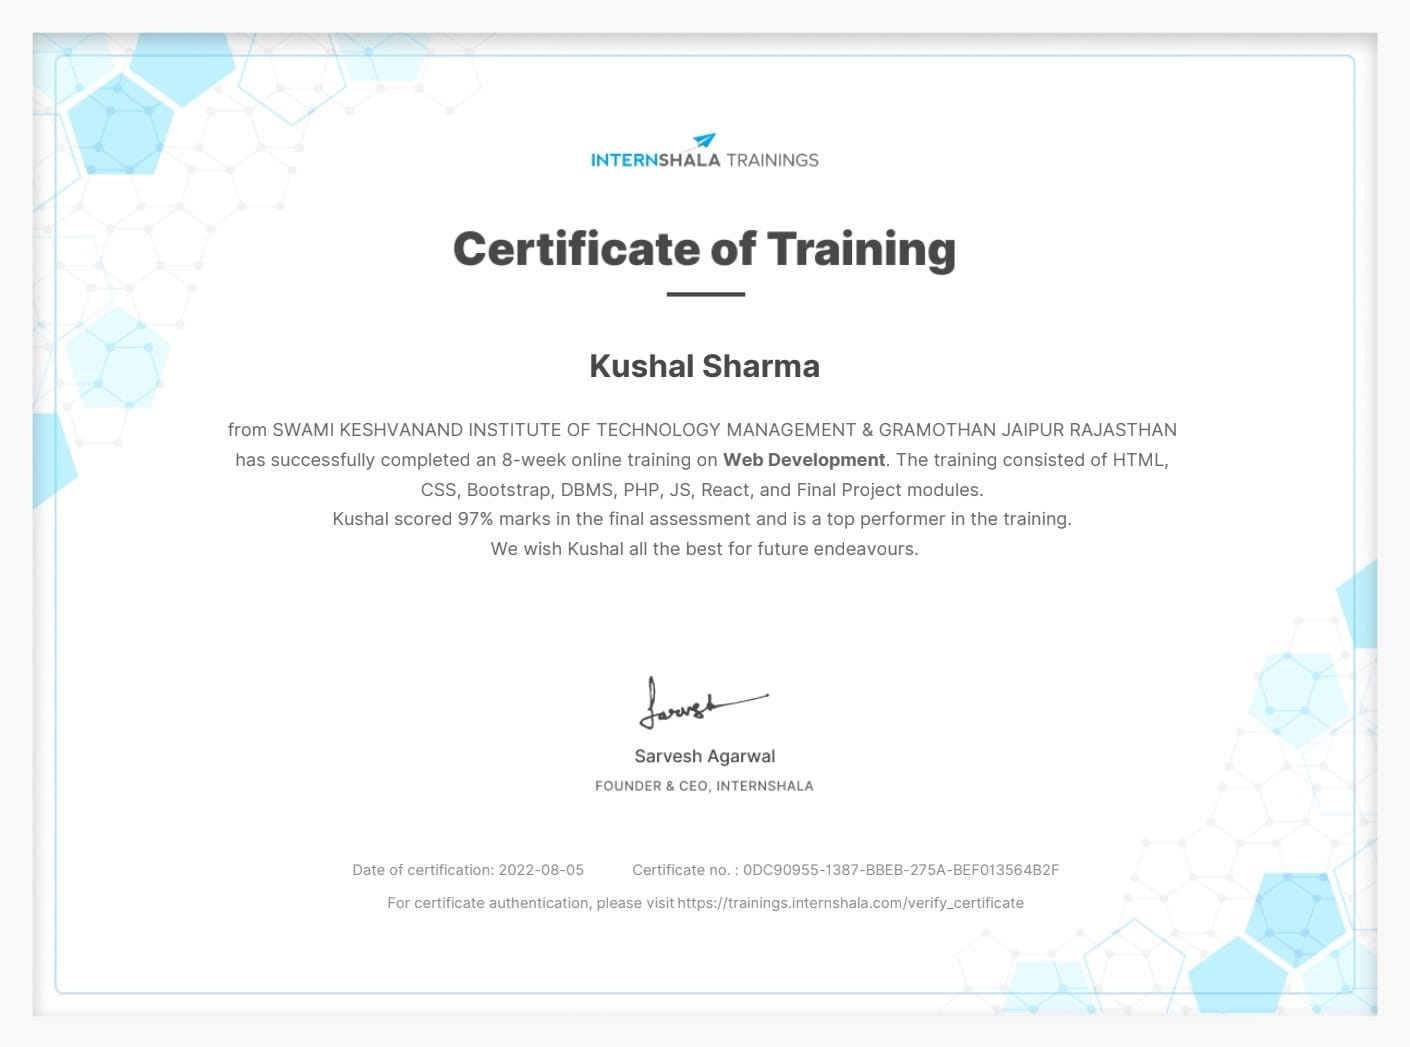 INTERNSHALA TRAININGS
Certificate of Training
Kushal Sharma
from SWAMI KESHVANAND INSTITUTE OF TECHNOLOGY MANAGEMENT & GRAMOTHAN JAIPUR RAJASTHAN
has successfully completed an 8-week online training on Web Development. The training consisted of HTML,
CSS, Bootstrap, DBMS, PHP, JS, React, and Final Project modules.
Kushal scored 97% marks in the final assessment and is a top performer in the training.
We wish Kushal all the best for future endeavours.
Sarvesh
Sarvesh Agarwal
FOUNDER & CEO, INTERNSHALA
Date of certification: 2022-08-05 Certificate no. : 0DC90955-1387-BBEB-275A-BEF013564B2F
For certificate authentication, please visit https://trainings.internshala.com/verify_certificate